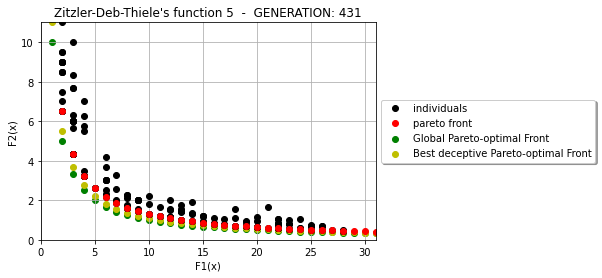 Zitzler-Deb-Thiele's function 5  -  GENERATION: 431
10
8
6
4
2
0
F2(x)
0 5 10 15 20 25 30
F1(x)
individuals
pareto front
Global Pareto-optimal Front
Best deceptive Pareto-optimal Front